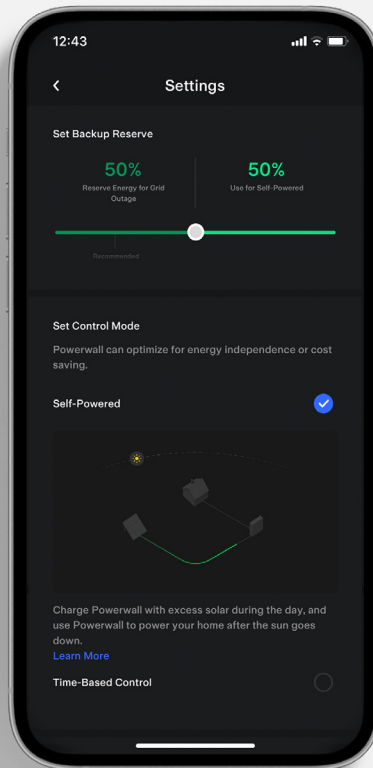 12:43
Settings
Set Backup Reserve
50%
Reserve Energy for Grid
Outage
50%
Use for Self-Powered
Recommended
Set Control Mode
Powerwall can optimize for energy independence or cost
saving.
Self-Powered
Charge Powerwall with excess solar during the day, and
use Powerwall to power your home after the sun goes
down.
Learn More
Time-Based Control